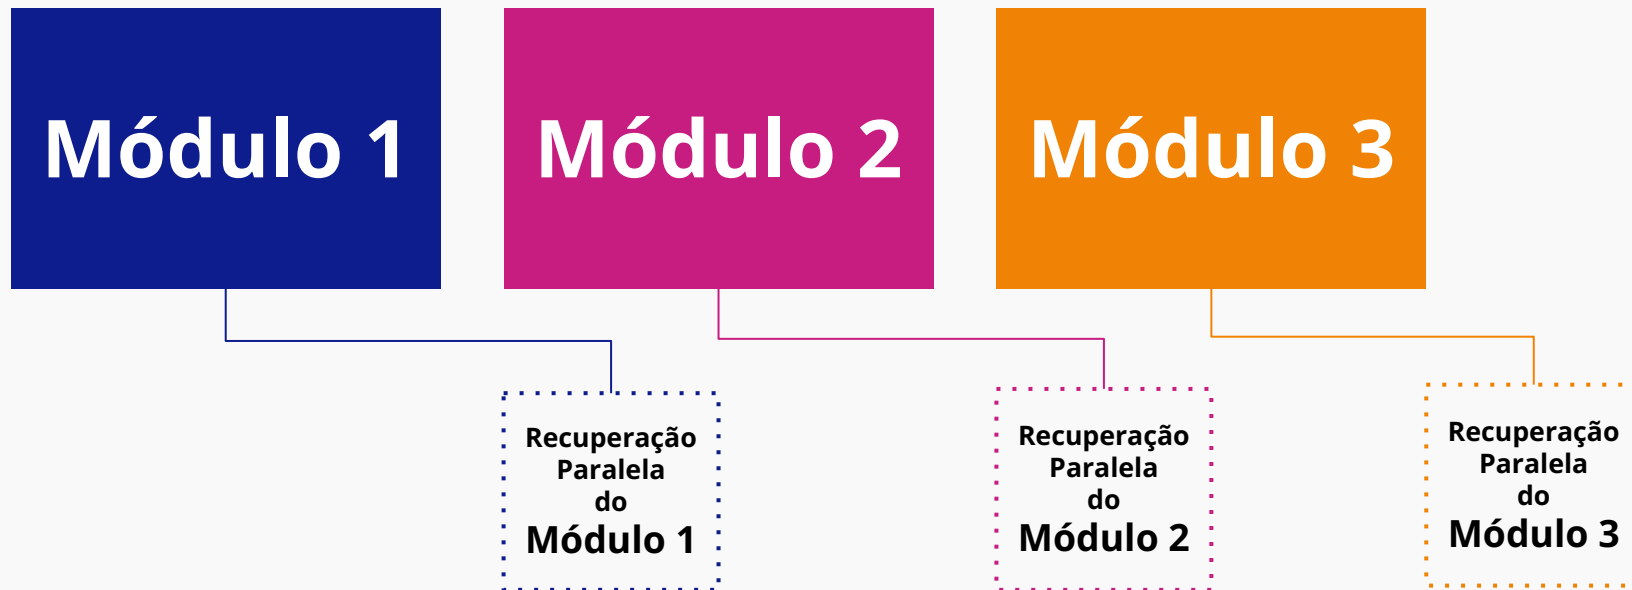 Módulo 1
Módulo 2
Módulo 3
Recuperação
Paralela
do
Módulo 1
Recuperação
Paralela
do
Módulo 2
Recuperação
Paralela
do
Módulo 3